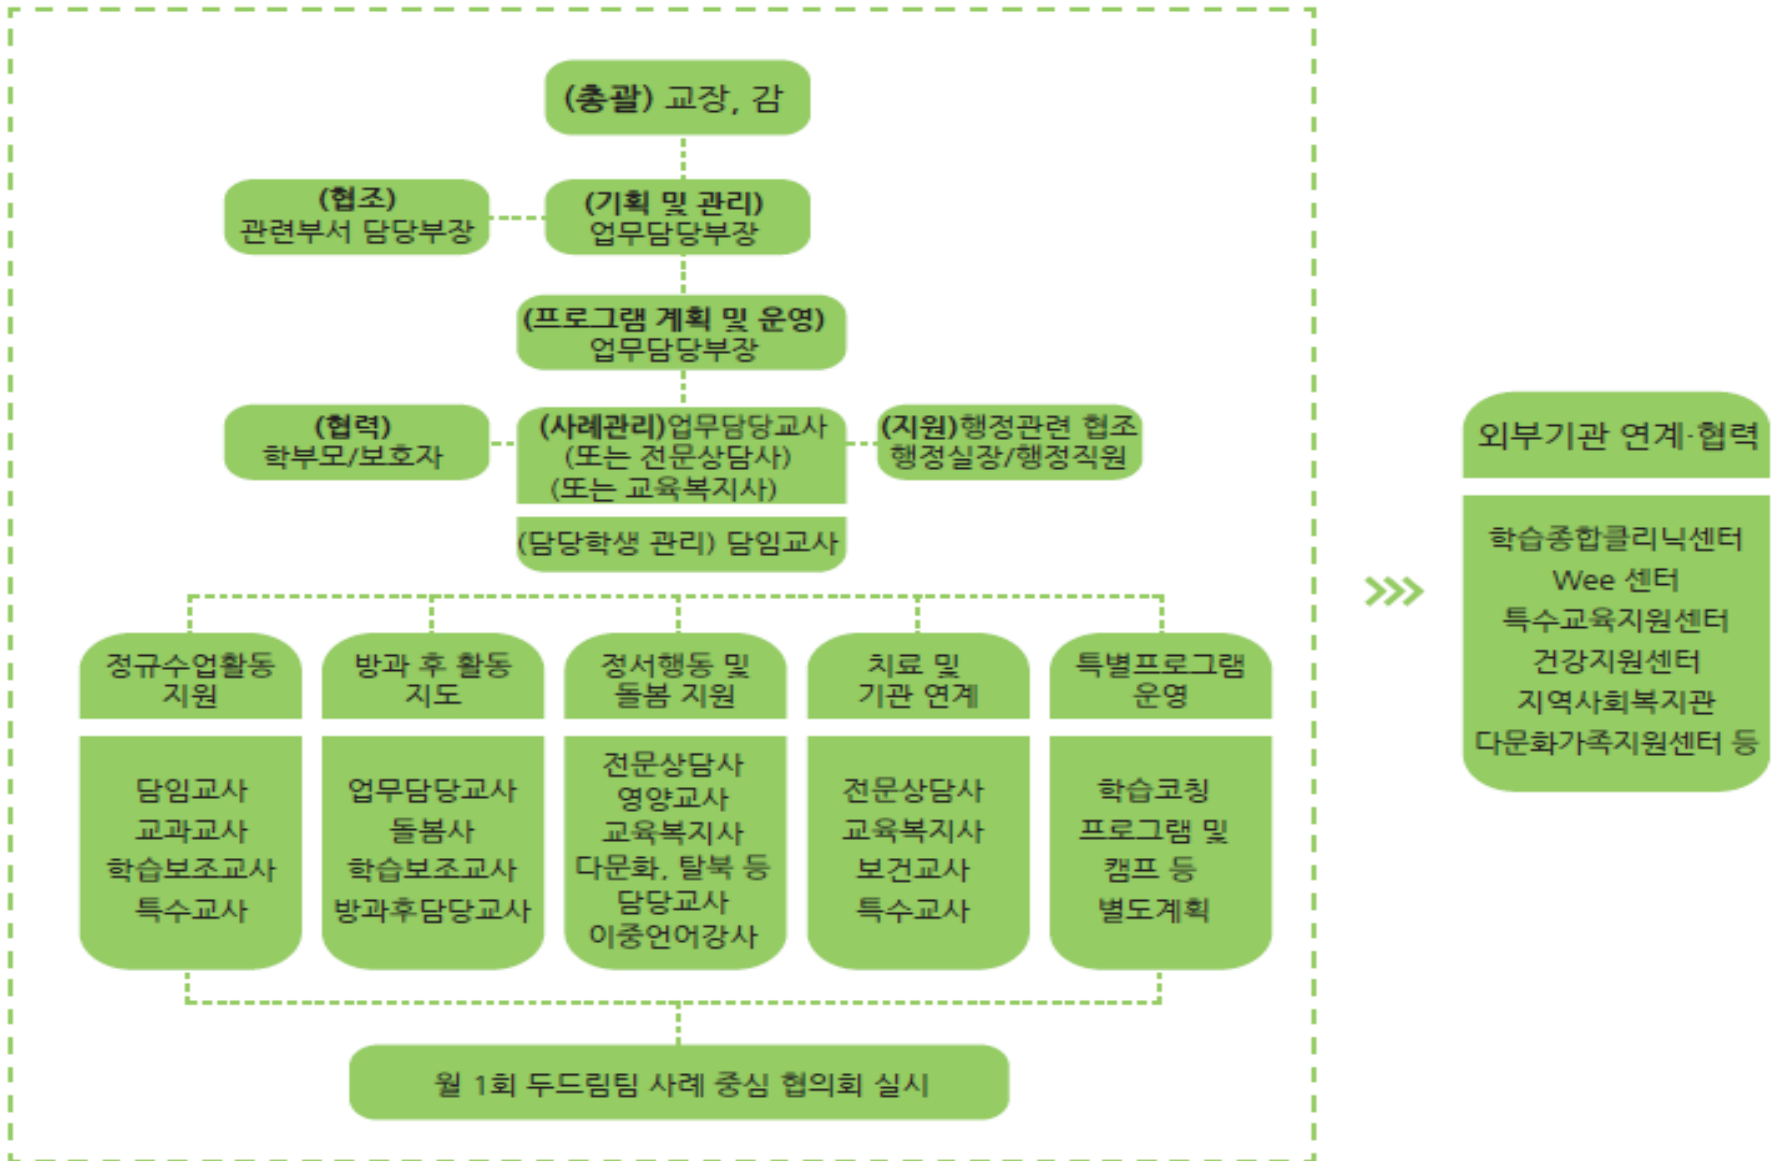 (총괄) 교장, 감
(협조)
관련부서 담당부장
(기획 및 관리)
업무담당부장
(프로그램 계획 및 운영)
업무담당부장
(협력)
학부모/보호자
(사례관리)업무담당교사
(또는 전문상담사)
(또는 교육복지사)
(지원)행정관련 협조
행정실장/행정직원
(담당학생 관리) 담임교사
정규수업활동
지원
담임교사
교과교사
학습보조교사
특수교사
방과 후 활동
지도
업무담당교사
돌봄사
학습보조교사
방과후담당교사
정서행동 및
돌봄 지원
전문상담사
영양교사
교육복지사
다문화, 탈북 등
담당교사
이중언어강사
치료 및
기관 연계
전문상담사
교육복지사
보건교사
특수교사
특별프로그램
운영
학습코칭
프로그램 및
캠프 등
별도계획
월 1회 두드림팀 사례 중심 협의회 실시
외부기관 연계·협력
학습종합클리닉센터
Wee 센터
특수교육지원센터
건강지원센터
지역사회복지관
다문화가족지원센터 등